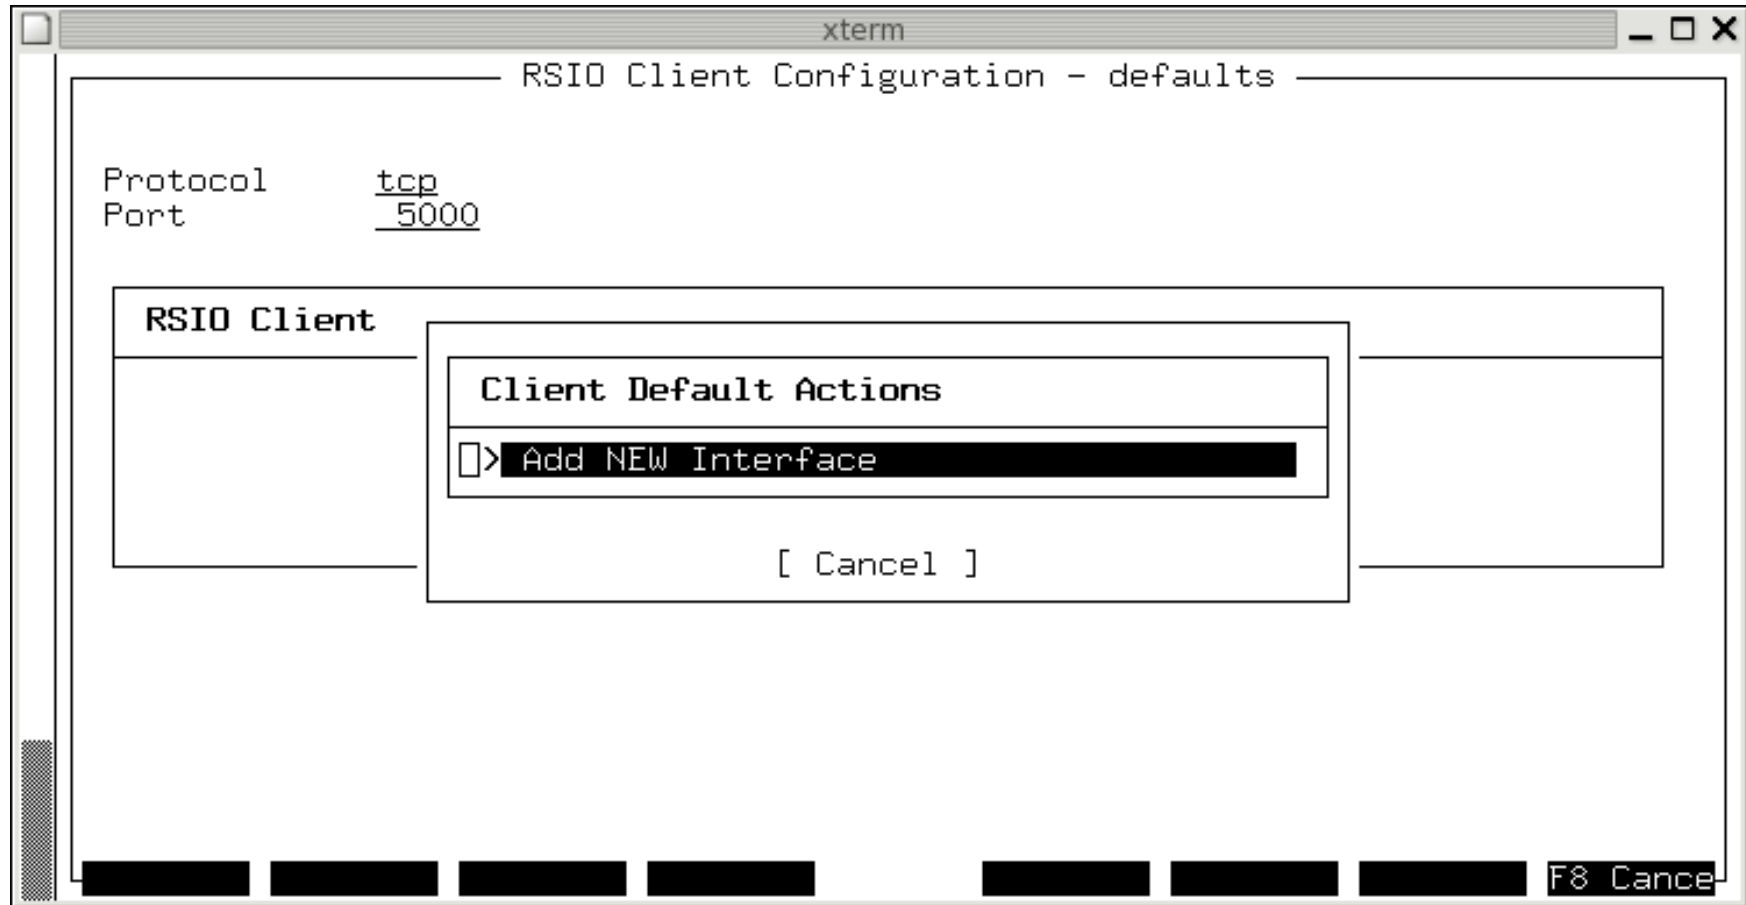 xterm
RSIO Client Configuration - defaults
Protocol tcp
Port 5000
RSIO Client
Client Default Actions
> Add NEW Interface
[ Cancel ]
F8 Cance